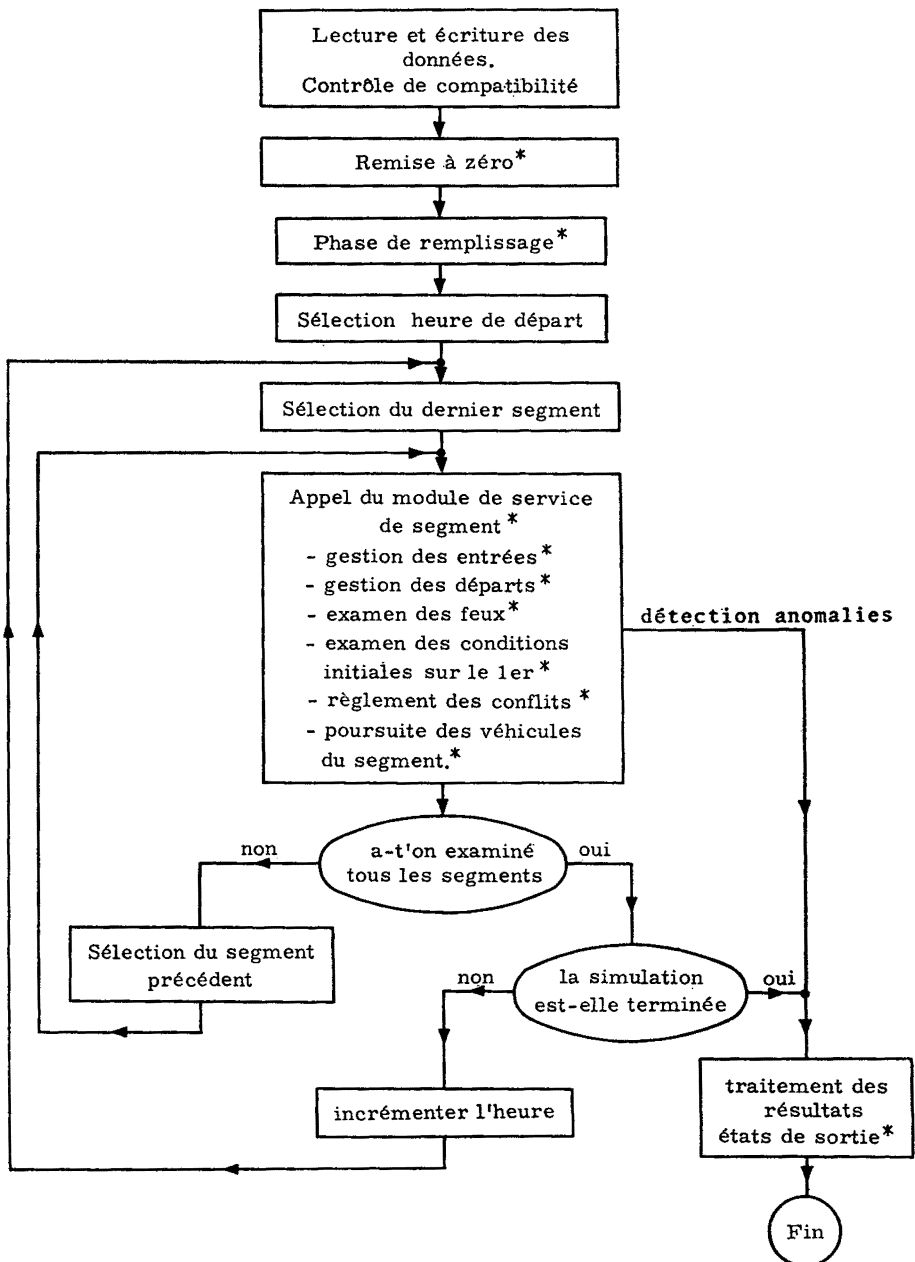 Lecture et écriture des
données.
Contrôle de compatibilité
Remise à zéro*
Phase de remplissage*
Sélection heure de départ
Sélection du dernier segment
Appel du module de service
de segment*
- gestion des entrées*
- gestion des départs*
- examen des feux*
- examen des conditions
initiales sur le 1er*
- règlement des conflits*
- poursuite des véhicules
du segment.*
détection anomalies
non
a-t'on examiné
tous les segments
oui
Sélection du segment
précédent
non
la simulation
est-elle terminée
oui
incrémenter l'heure
traitement des
résultats
états de sortie*
Fin